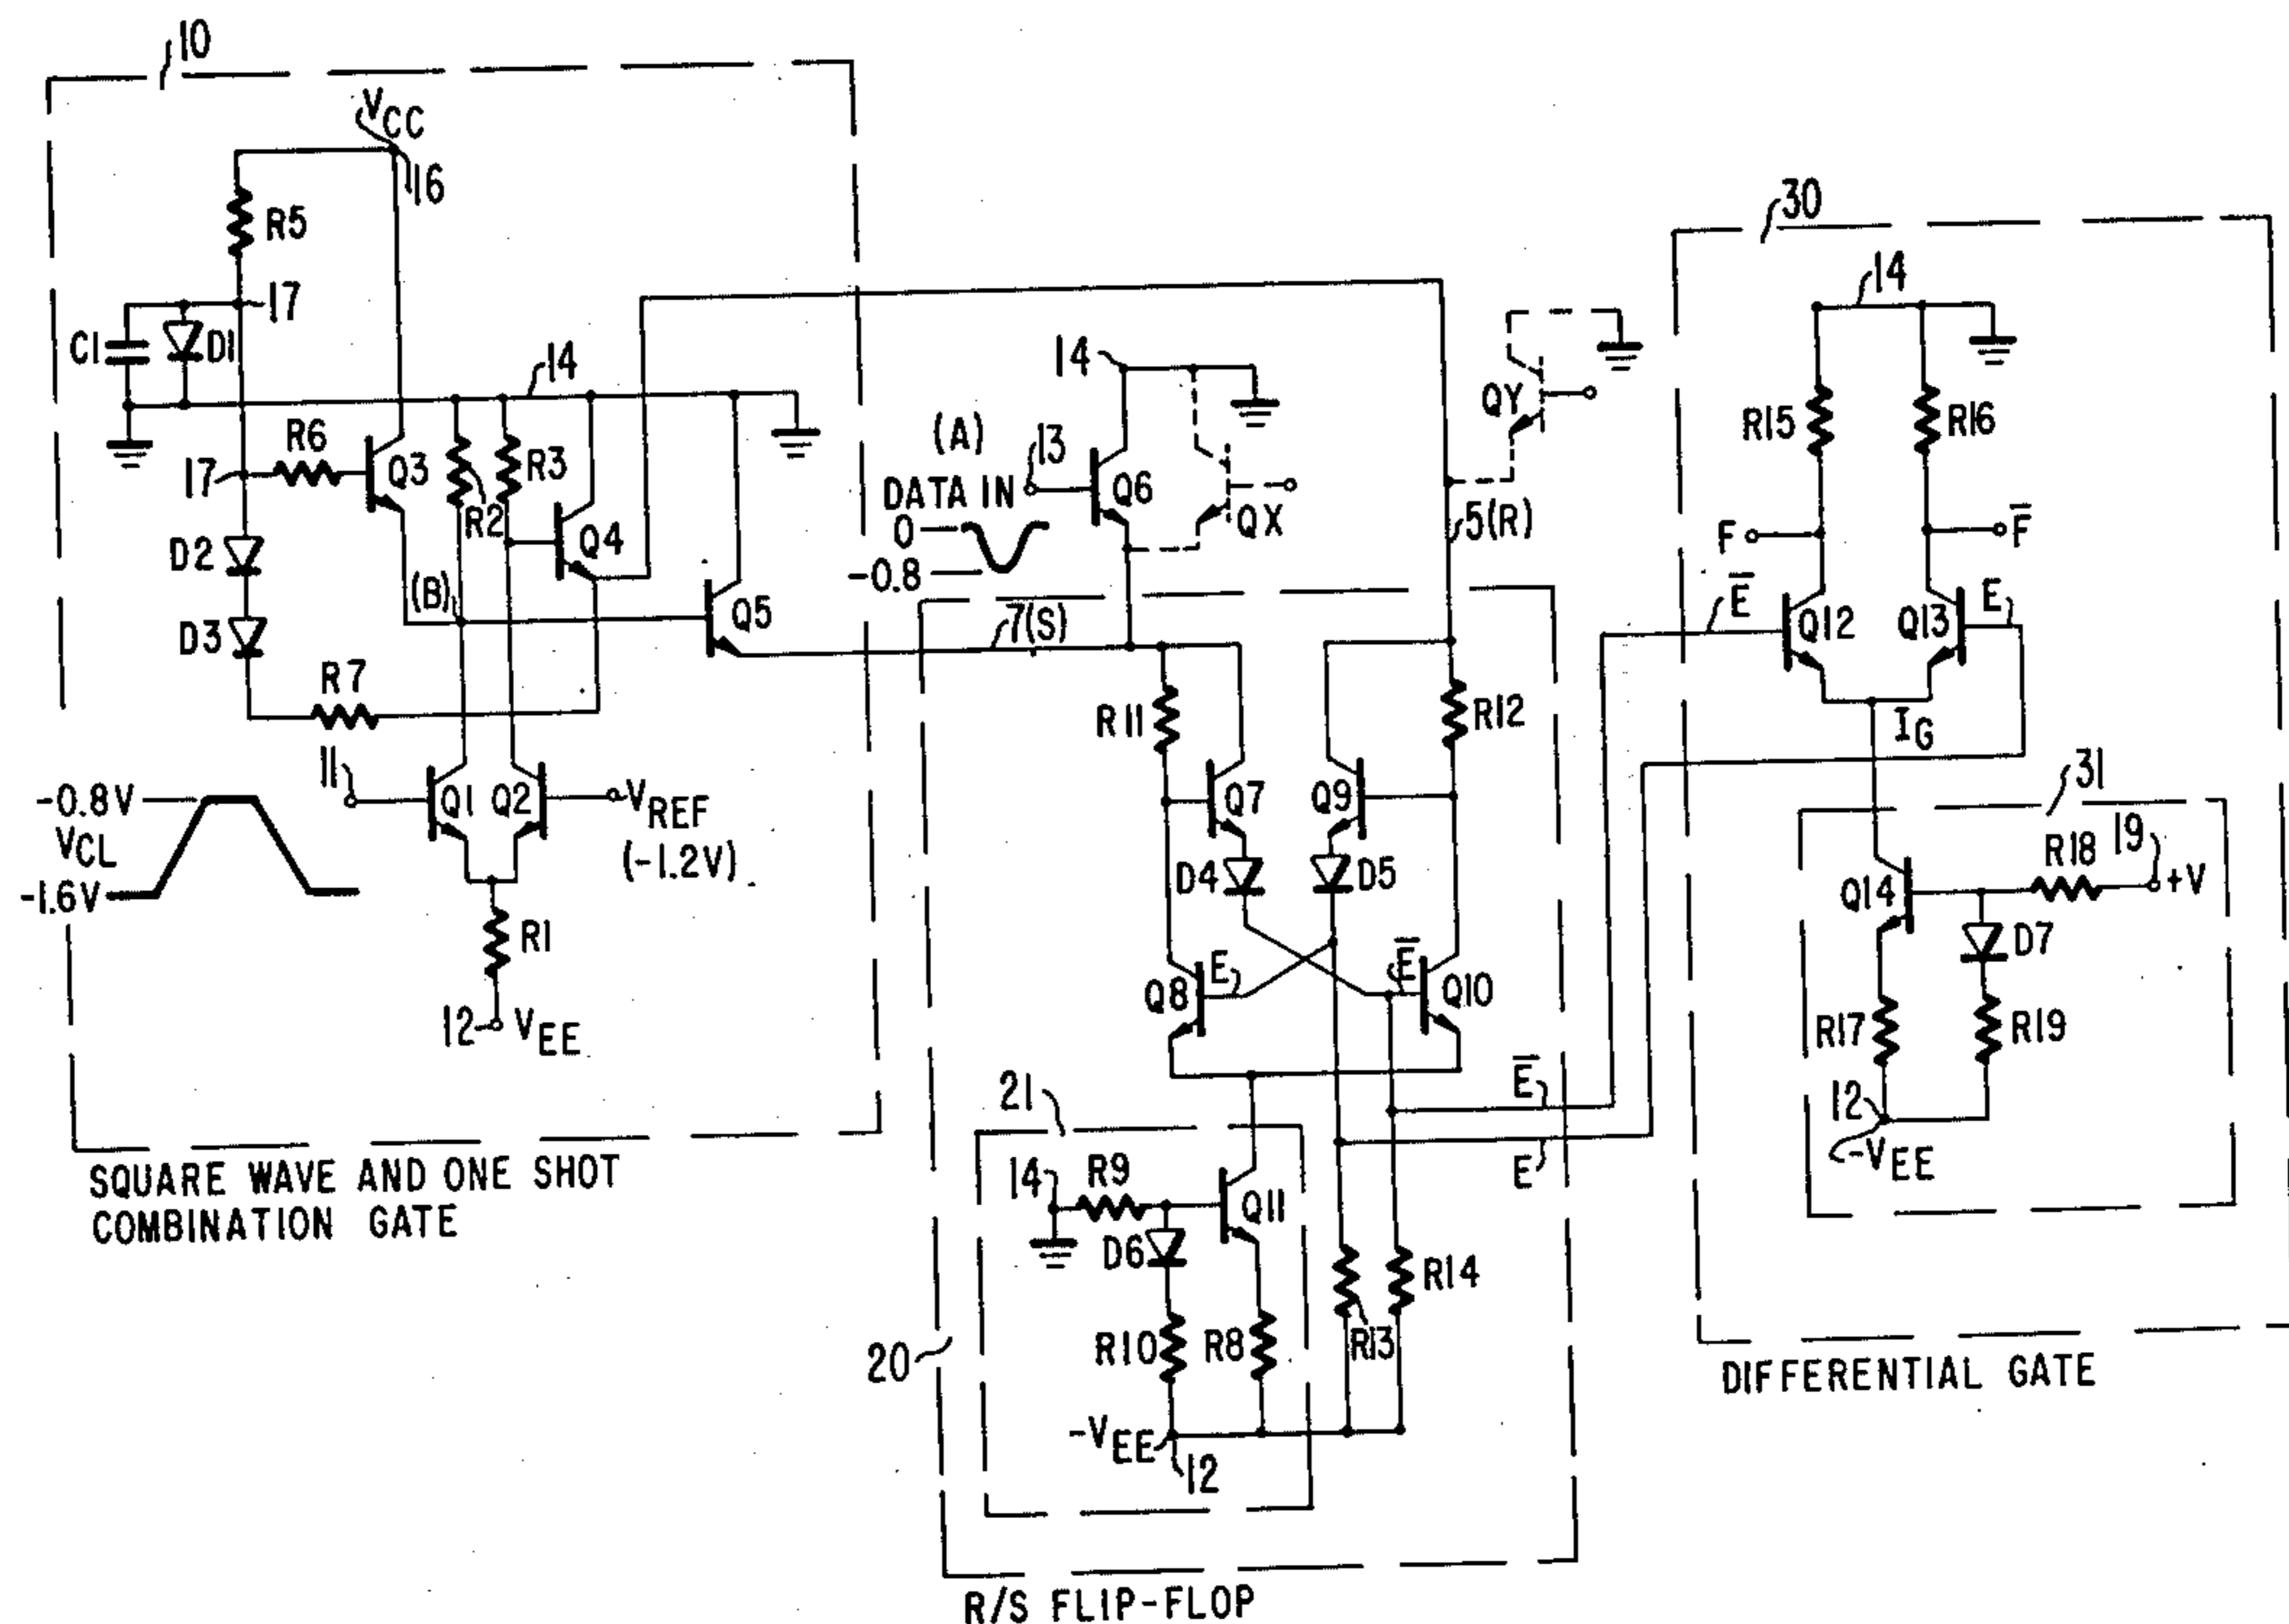 10
VCC
16
R5
17
C1
D1
14
R6
17
Q3
R2
R3
Q4
D2
(B)
Q5
D3
R7
11
Q1
Q2
VREF
(-1.2V)
-0.8V
VCL
-1.6V
R1
12
VEE
SQUARE WAVE AND ONE SHOT
COMBINATION GATE
14
(A)
13
DATA IN
0
-0.8
Q6
QX
QY
5(R)
7(S)
R11
R12
Q7
Q9
D4
D5
E
E̅
Q8
Q10
21
E̅
E
14
R9
Q11
D6
R10
R8
R13
R14
20
-VEE
12
R/S FLIP-FLOP
30
14
R15
R16
F
F̅
E̅
E
Q12
Q13
IG
31
19
R18
+V
Q14
D7
R17
R19
12
-VEE
DIFFERENTIAL GATE